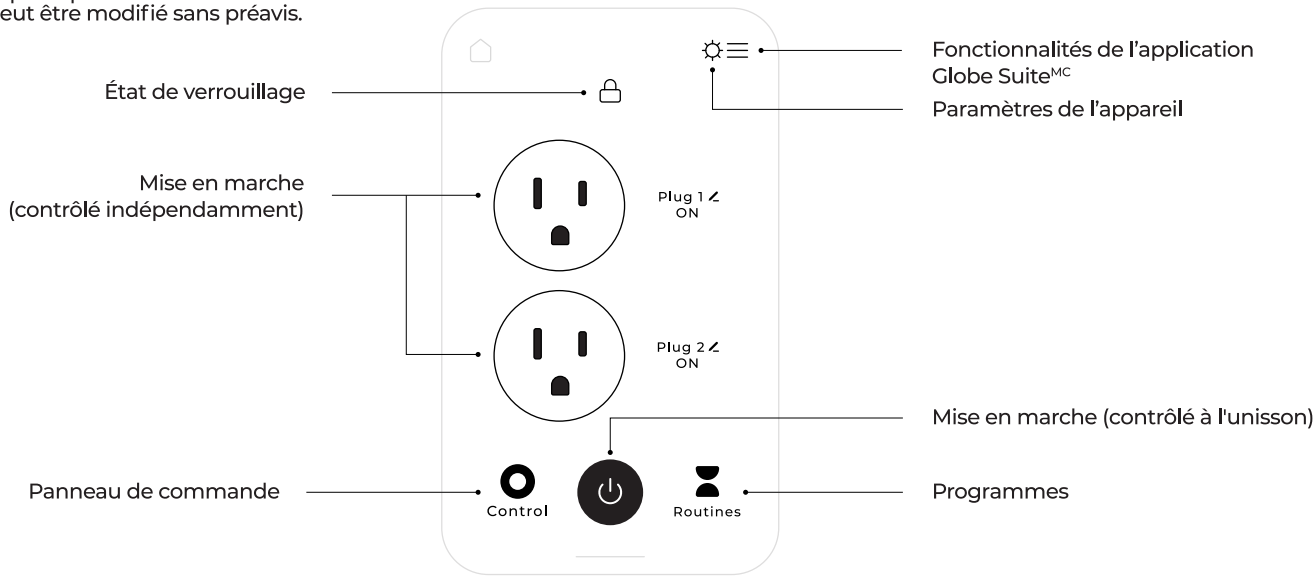 eut être modifié sans préavis.
Fonctionnalités de l'application
Globe Suiteᴹᶜ
État de verrouillage
Paramètres de l'appareil
Mise en marche
(contrôlé indépendamment)
Plug 1
ON
Plug 2
ON
Mise en marche (contrôlé à l'unisson)
Panneau de commande
Control
Routines
Programmes